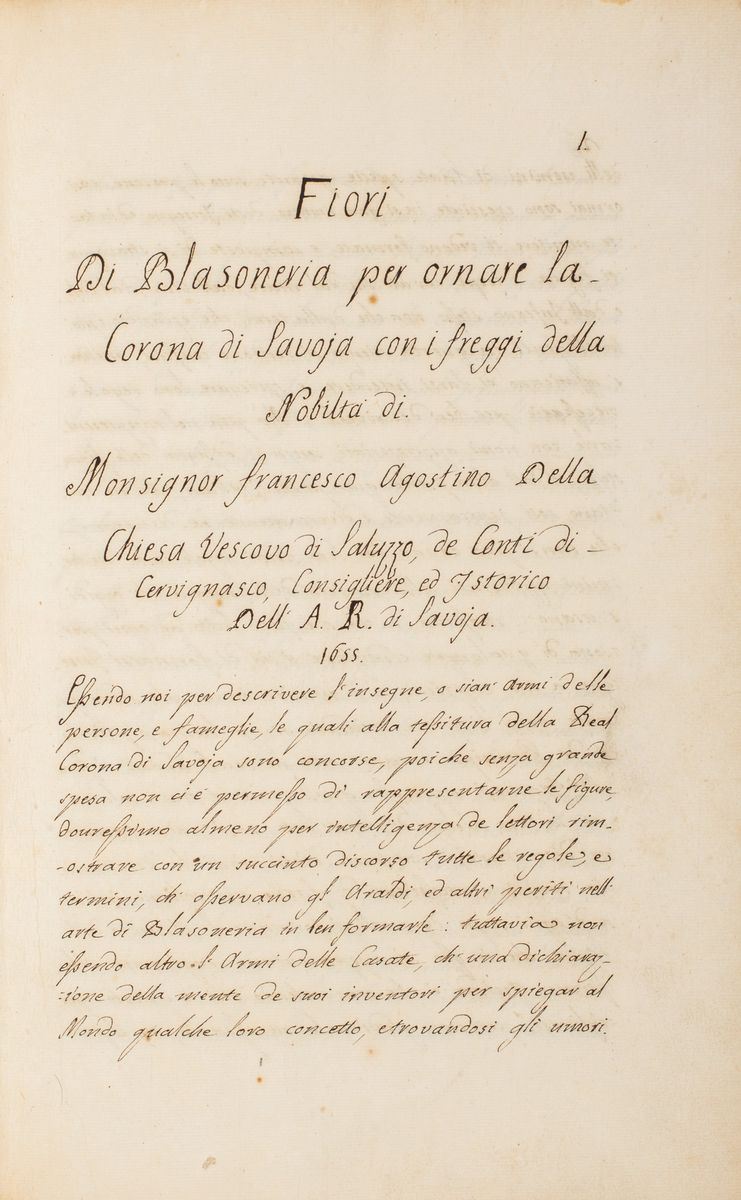 1.
Fiori
Di Blasoneria per ornare la-
Corona di Savoja con i freggi della
Nobiltà di.
Monsignor francesco Agostino Della
Chiesa Vescovo di Saluzzo, de Conti di-
Cervignasco, Consigliere, ed Istorico
Dell' A. R. di Savoja.
1655.
Essendo noi per descrivere l'insegne, o sian' Armi delle
persone, e fameglie, le quali alla tessitura della Real
Corona di Savoja sono concorse, poiche senza grande
spesa non ci è permesso di rappresentarne le figure,
douressimo almeno per intelligenza de lettori rim-
-ostrare con un succinto discorso tutte le regole, e
termini, ch' osservano gl' Araldi, ed altri periti nell'
arte di Blasoneria in ben formarle: tuttavia non
essendo altro l' Armi delle Casate, ch' una dichiaraz-
-zione della mente de suoi inventori per spiegar al
Mondo qualche loro concetto, e trovandosi gli umori.